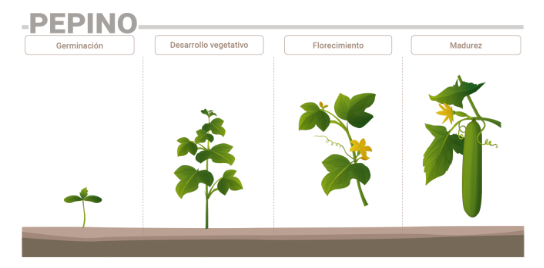 PEPINO
Germinación
Desarrollo vegetativo
Florecimiento
Madurez